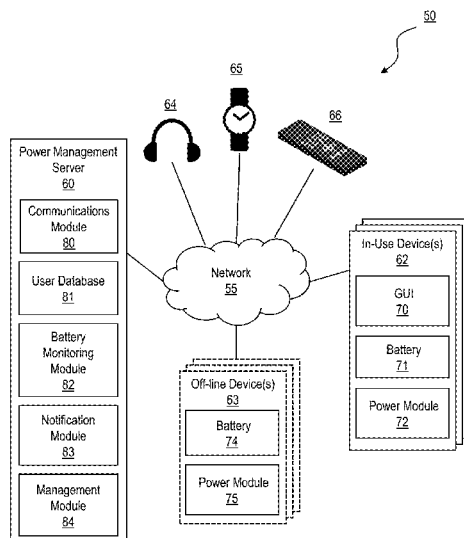 50
65
64
66
Power Management
Server
60
Communications
Module
80
User Database
81
Battery
Monitoring
Module
82
Notification
Module
83
Management
Module
84
Network
55
In-Use Device(s)
62
GUI
70
Battery
71
Power Module
72
Off-line Device(s)
63
Battery
74
Power Module
75